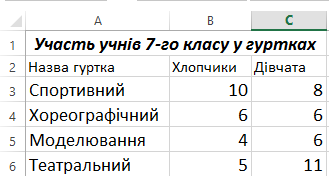 A B C
1 Участь учнів 7-го класу у гуртках
2 Назва гуртка Хлопчики Дівчата
3 Спортивний 10 8
4 Хореографічний 6 6
5 Моделювання 4 6
6 Театральний 5 11